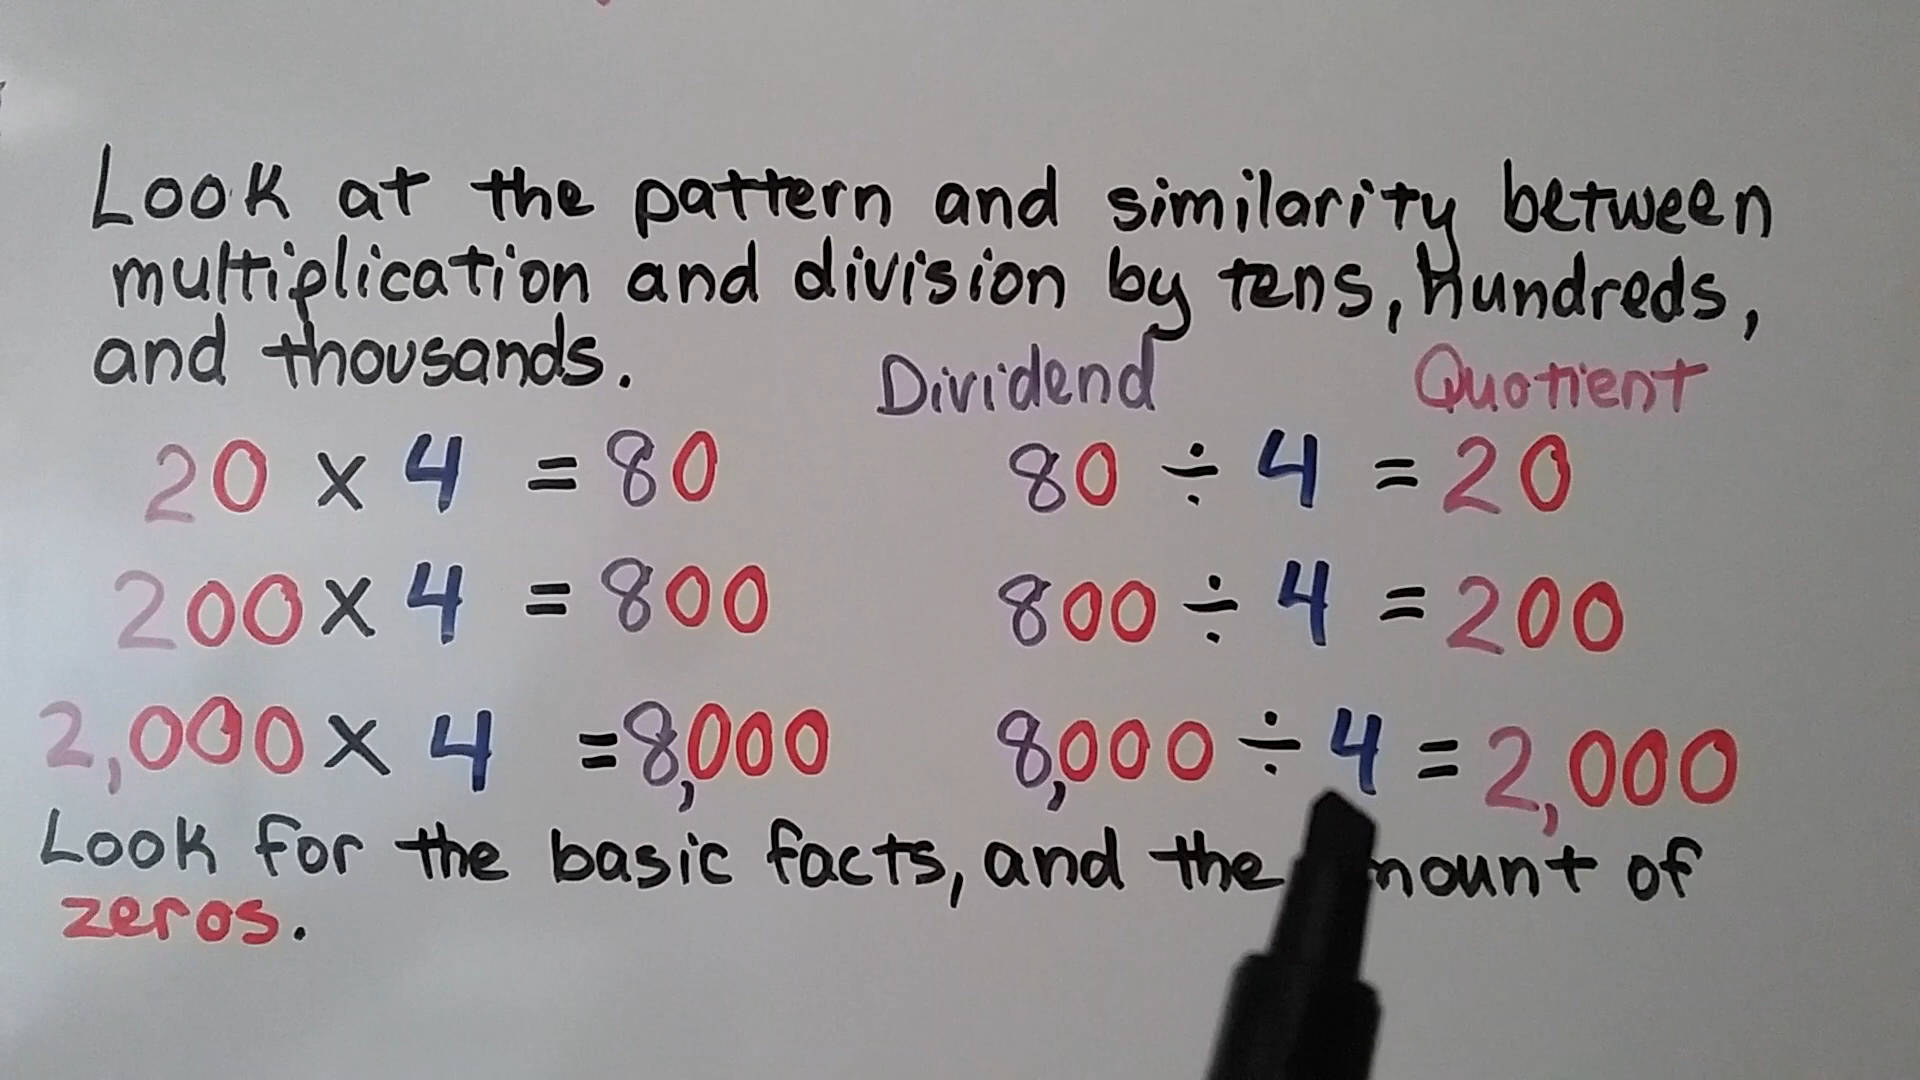 Look at the pattern and similarity between
multiplication and division by tens, hundreds,
and thousands.
Dividend Quotient
20 x 4 = 80 80 ÷ 4 = 20
200 x 4 = 800 800 ÷ 4 = 200
2,000 x 4 = 8,000 8,000 ÷ 4 = 2,000
Look for the basic facts, and the of
zeros.